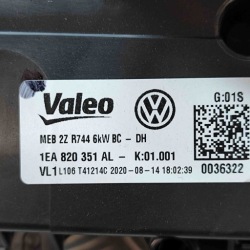 G:01S
Valeo
MEB 2Z R744 6kW BC - DH
1EA 820 351 AL - K:01.001
VL1 L106 T41214C 2020-08-14 18:02:39 0036322